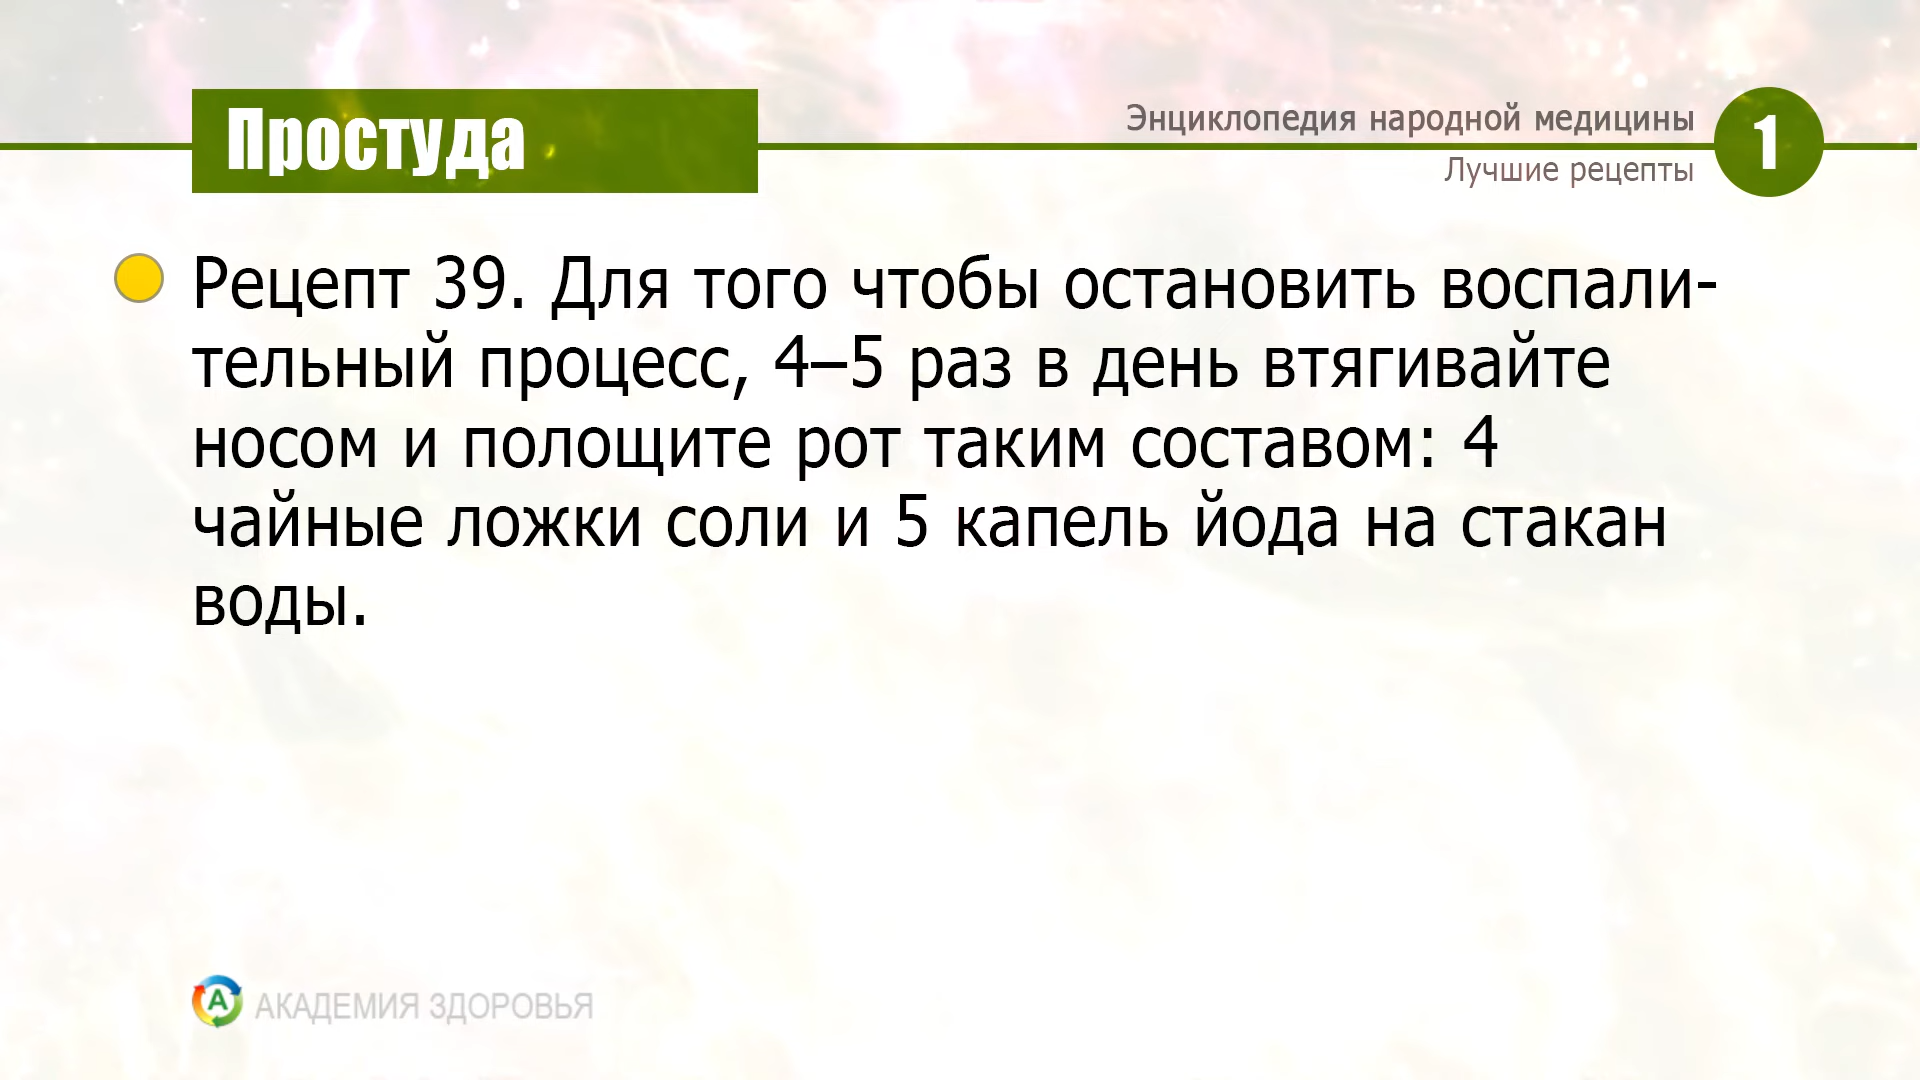 Простуда
Энциклопедия народной медицины
Лучшие рецепты
1
Рецепт 39. Для того чтобы остановить воспали-
тельный процесс, 4–5 раз в день втягивайте
носом и полощите рот таким составом: 4
чайные ложки соли и 5 капель йода на стакан
воды.
А АКАДЕМИЯ ЗДОРОВЬЯ